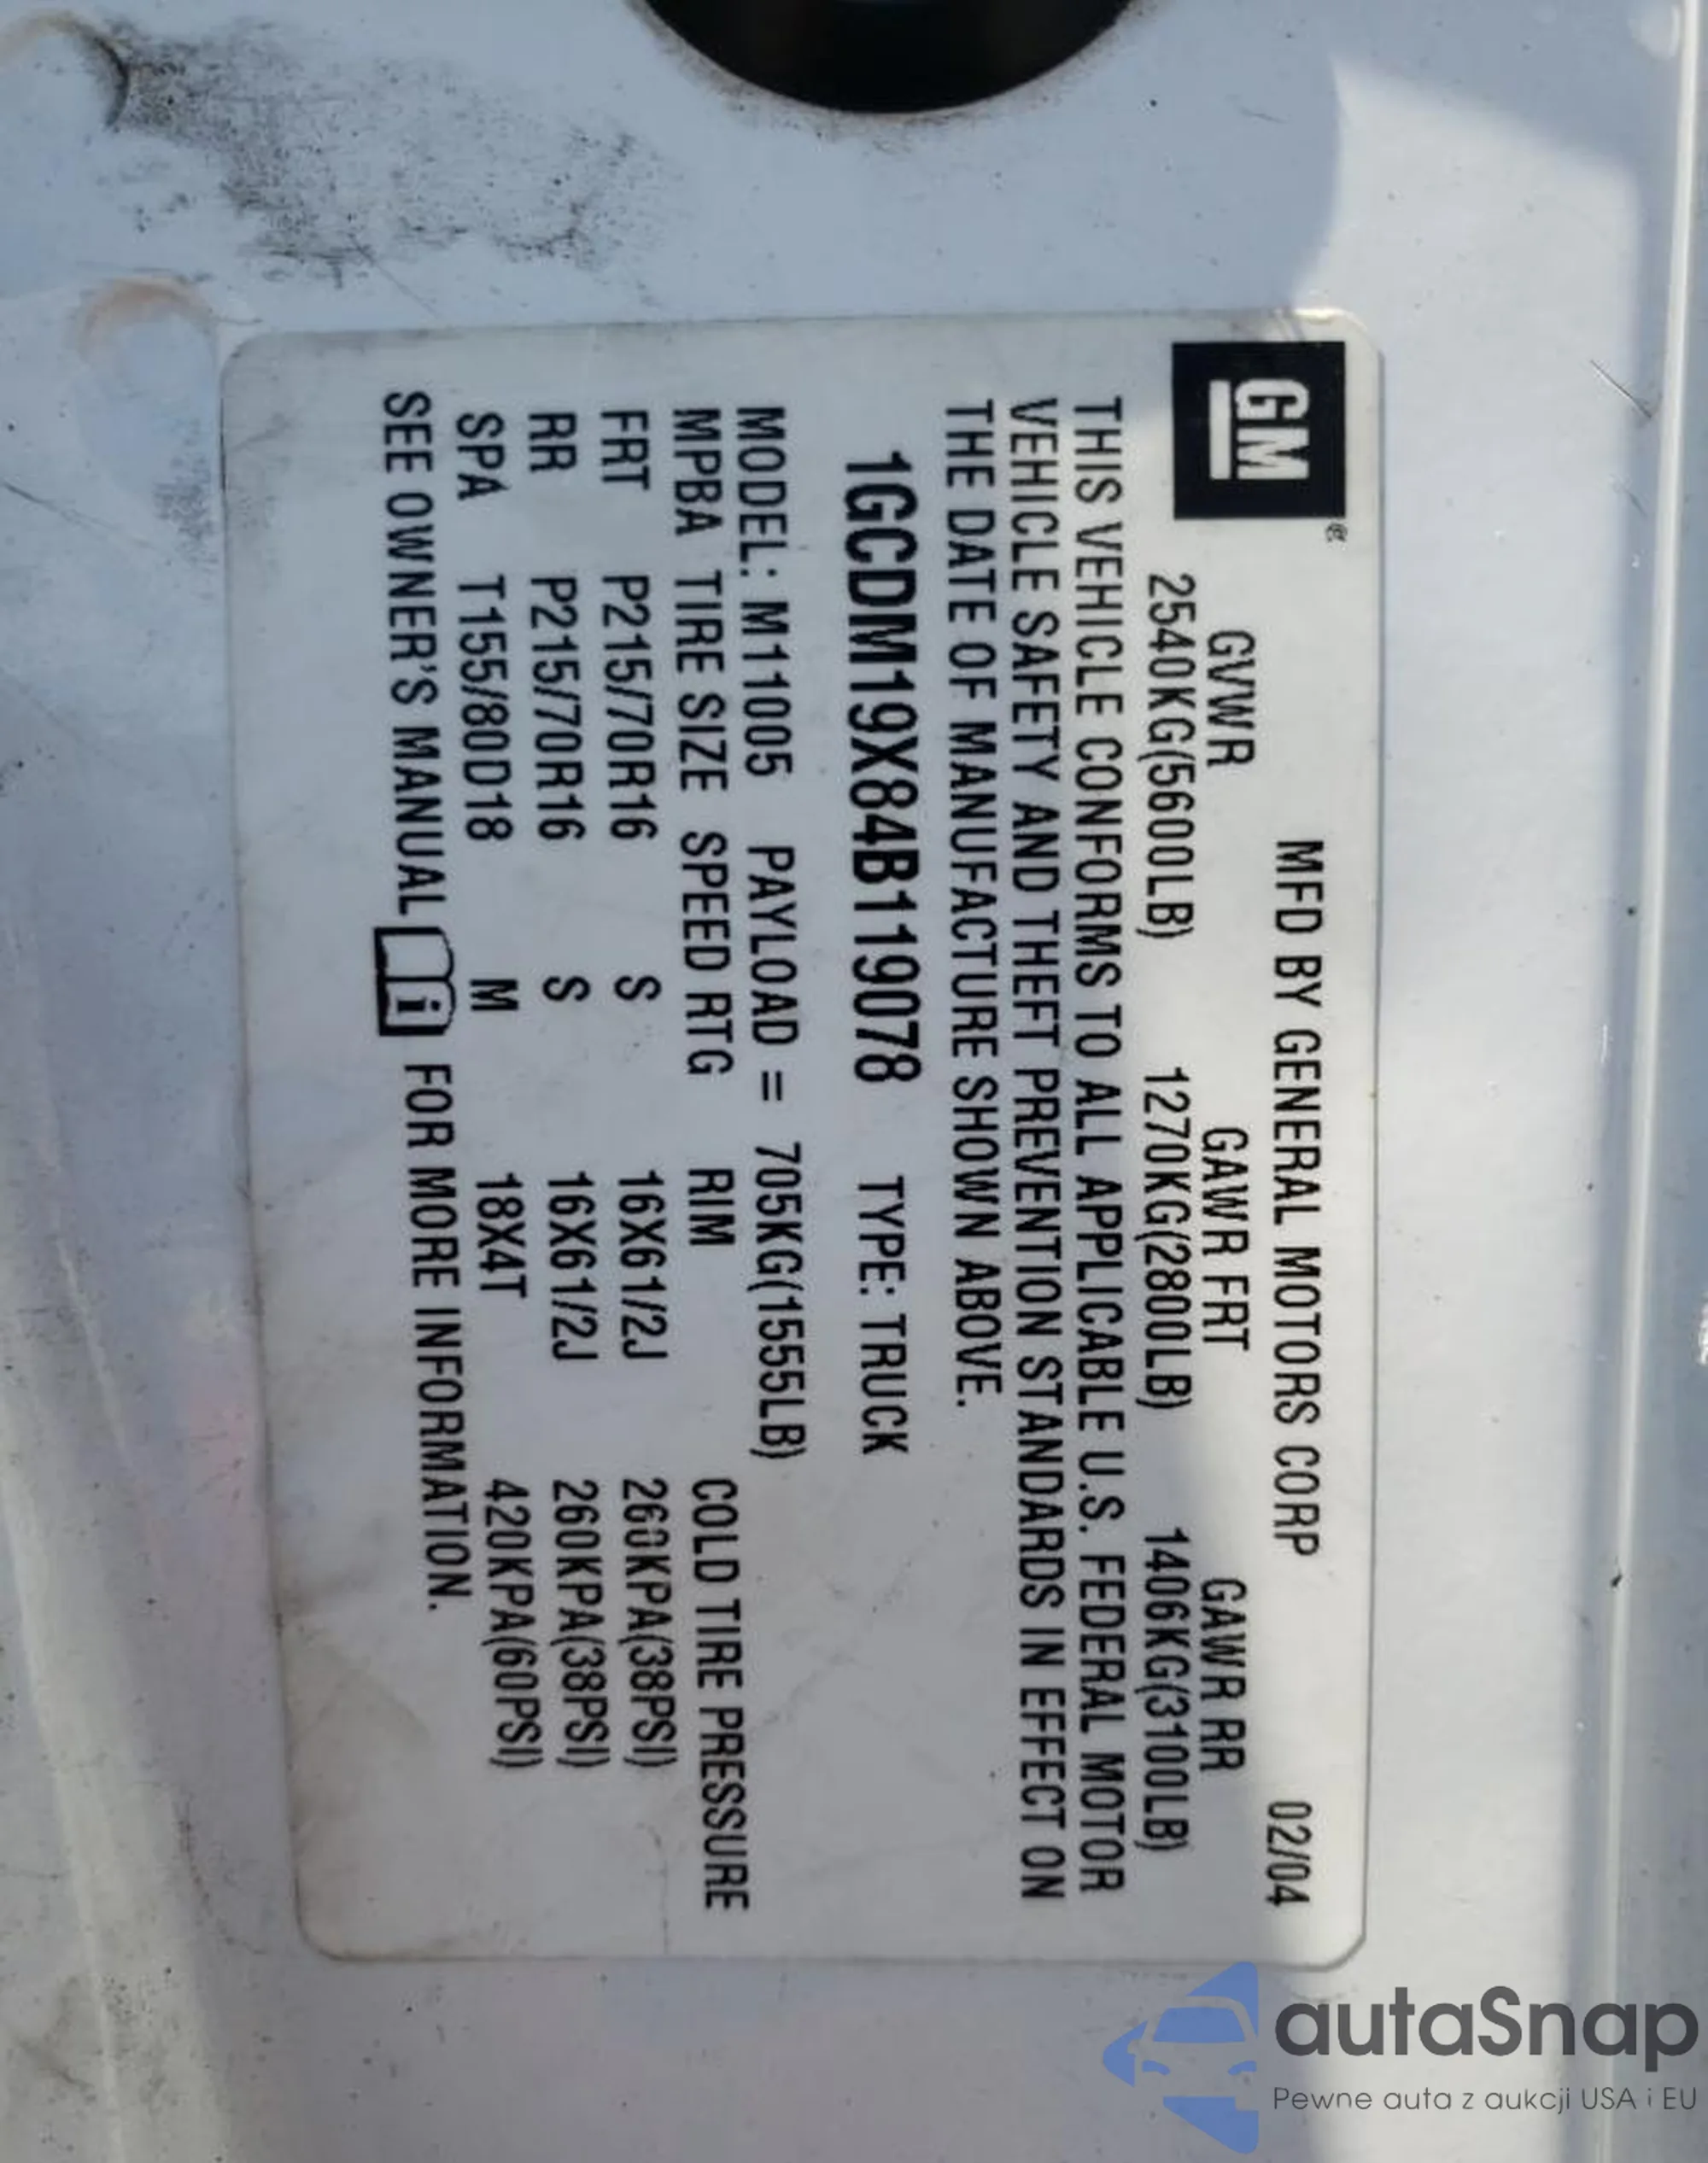 GM®
MFD BY GENERAL MOTORS CORP 02/04
GVWR GAWR FRT GAWR RR
2540KG(5600LB) 1270KG(2800LB) 1406KG(3100LB)
THIS VEHICLE CONFORMS TO ALL APPLICABLE U.S. FEDERAL MOTOR
VEHICLE SAFETY AND THEFT PREVENTION STANDARDS IN EFFECT ON
THE DATE OF MANUFACTURE SHOWN ABOVE.
1GCDM19X84B119078 TYPE: TRUCK
MODEL: M11005 PAYLOAD = 705KG(1555LB)
MPBA TIRE SIZE SPEED RTG RIM COLD TIRE PRESSURE
FRT P215/70R16 S 16X61/2J 260KPA(38PSI)
RR P215/70R16 S 16X61/2J 260KPA(38PSI)
SPA T155/80D18 M 18X4T 420KPA(60PSI)
SEE OWNER'S MANUAL i FOR MORE INFORMATION.
autaSnap
Pewne auta z aukcji USA i EU